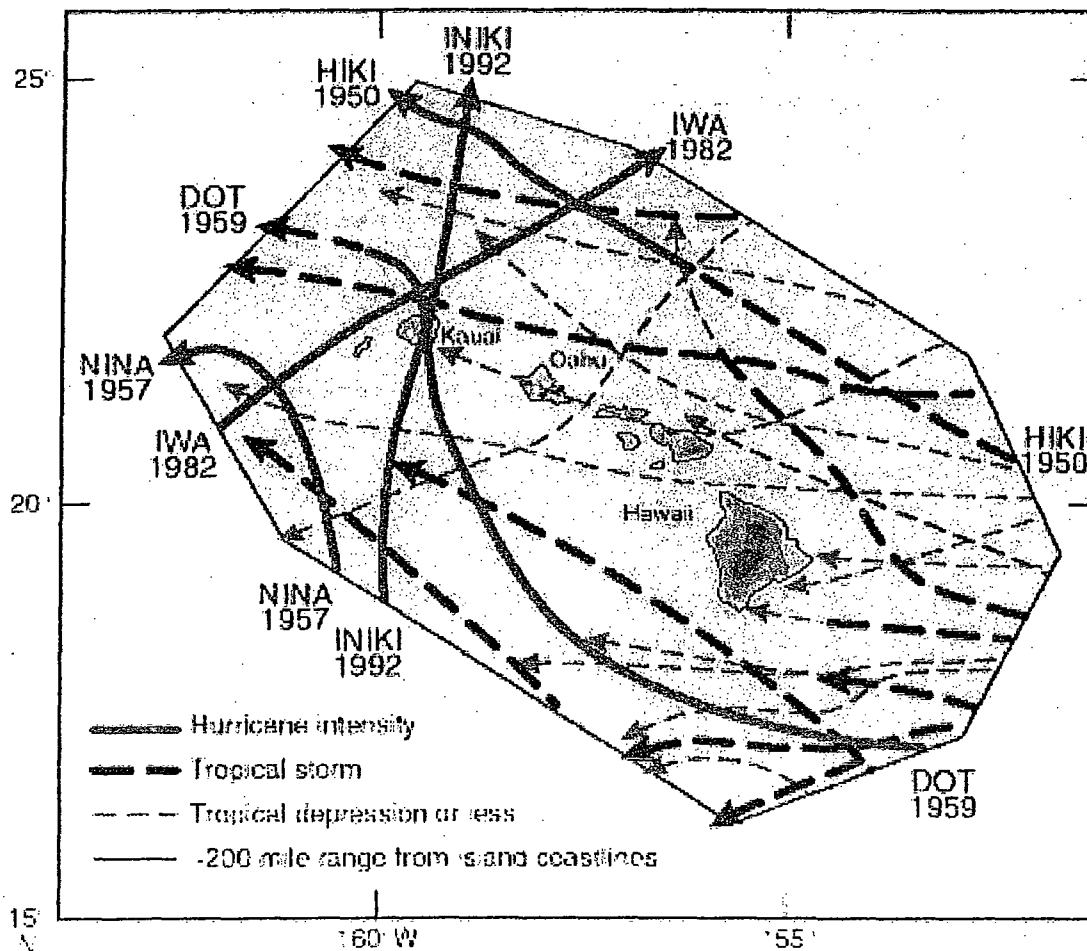 INIKI
1992
HIKI
1950
25'
IWA
1982
DOT
1959
Kauai
Oahu
NINA
1957
IWA
1982
HIKI
1950
20'
Hawaii
NINA
1957
INIKI
1992
Hurricane intensity
Tropical storm
DOT
1959
Tropical depression or less
-200 mile range from island coastlines
15'
N
160' W
155'